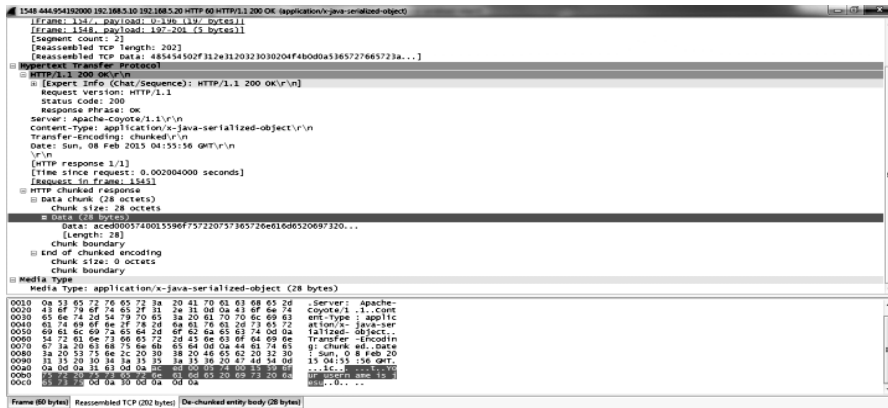 1548 444.954192000 192.168.5.10 192.168.5.20 HTTP 60 HTTP/1.1 200 OK (application/x-java-serialized-object)
[Frame: 1547, payload: 0-196 (197 bytes)]
[Frame: 1548, payload: 197-201 (5 bytes)]
[Segment count: 2]
[Reassembled TCP length: 202]
[Reassembled TCP Data: 485454502f312e3120323030204f4b0d0a5365727665723a...]
Hypertext Transfer Protocol
HTTP/1.1 200 OK\r\n
[Expert Info (Chat/Sequence): HTTP/1.1 200 OK\r\n]
Request Version: HTTP/1.1
Status Code: 200
Response Phrase: OK
Server: Apache-Coyote/1.1\r\n
Content-Type: application/x-java-serialized-object\r\n
Transfer-Encoding: chunked\r\n
Date: Sun, 08 Feb 2015 04:55:56 GMT\r\n
\r\n
[HTTP response 1/1]
[Time since request: 0.002004000 seconds]
[Request in frame: 1545]
HTTP chunked response
Data chunk (28 octets)
Chunk size: 28 octets
Data (28 bytes)
Data: aced0005740015596f757220757365726e616d6520697320...
[Length: 28]
Chunk boundary
End of chunked encoding
Chunk size: 0 octets
Chunk boundary
Media Type
Media Type: application/x-java-serialized-object (28 bytes)
0010 0a 53 65 72 76 65 72 3a 20 41 70 61 63 68 65 2d .Server: Apache-
0020 43 6f 79 6f 74 65 2f 31 2e 31 0d 0a 43 6f 6e 74 Coyote/1 .1..Cont
0030 65 6e 74 2d 54 79 70 65 3a 20 61 70 70 6c 69 63 ent-Type : applic
0040 61 74 69 6f 6e 2f 78 2d 6a 61 76 61 2d 73 65 72 ation/x- java-ser
0050 69 61 6c 69 7a 65 64 2d 6f 62 6a 65 63 74 0d 0a ialized- object..
0060 54 72 61 6e 73 66 65 72 2d 45 6e 63 6f 64 69 6e Transfer -Encodin
0070 67 3a 20 63 68 75 6e 6b 65 64 0d 0a 44 61 74 65 g: chunk ed..Date
0080 3a 20 53 75 6e 2c 20 30 38 20 46 65 62 20 32 30 : Sun, 0 8 Feb 20
0090 31 35 20 30 34 3a 35 35 3a 35 36 20 47 4d 54 0d 15 04:55 :56 GMT.
00a0 0a 0d 0a 31 63 0d 0a ac ed 00 05 74 00 15 59 6f ...1c... ...t..Yo
00b0 75 72 20 75 73 65 72 6e 61 6d 65 20 69 73 20 6a ur usern ame is j
00c0 65 73 75 0d 0a 30 0d 0a 0d 0a esu..0.. ..
Frame (60 bytes) Reassembled TCP (202 bytes) De-chunked entity body (28 bytes)